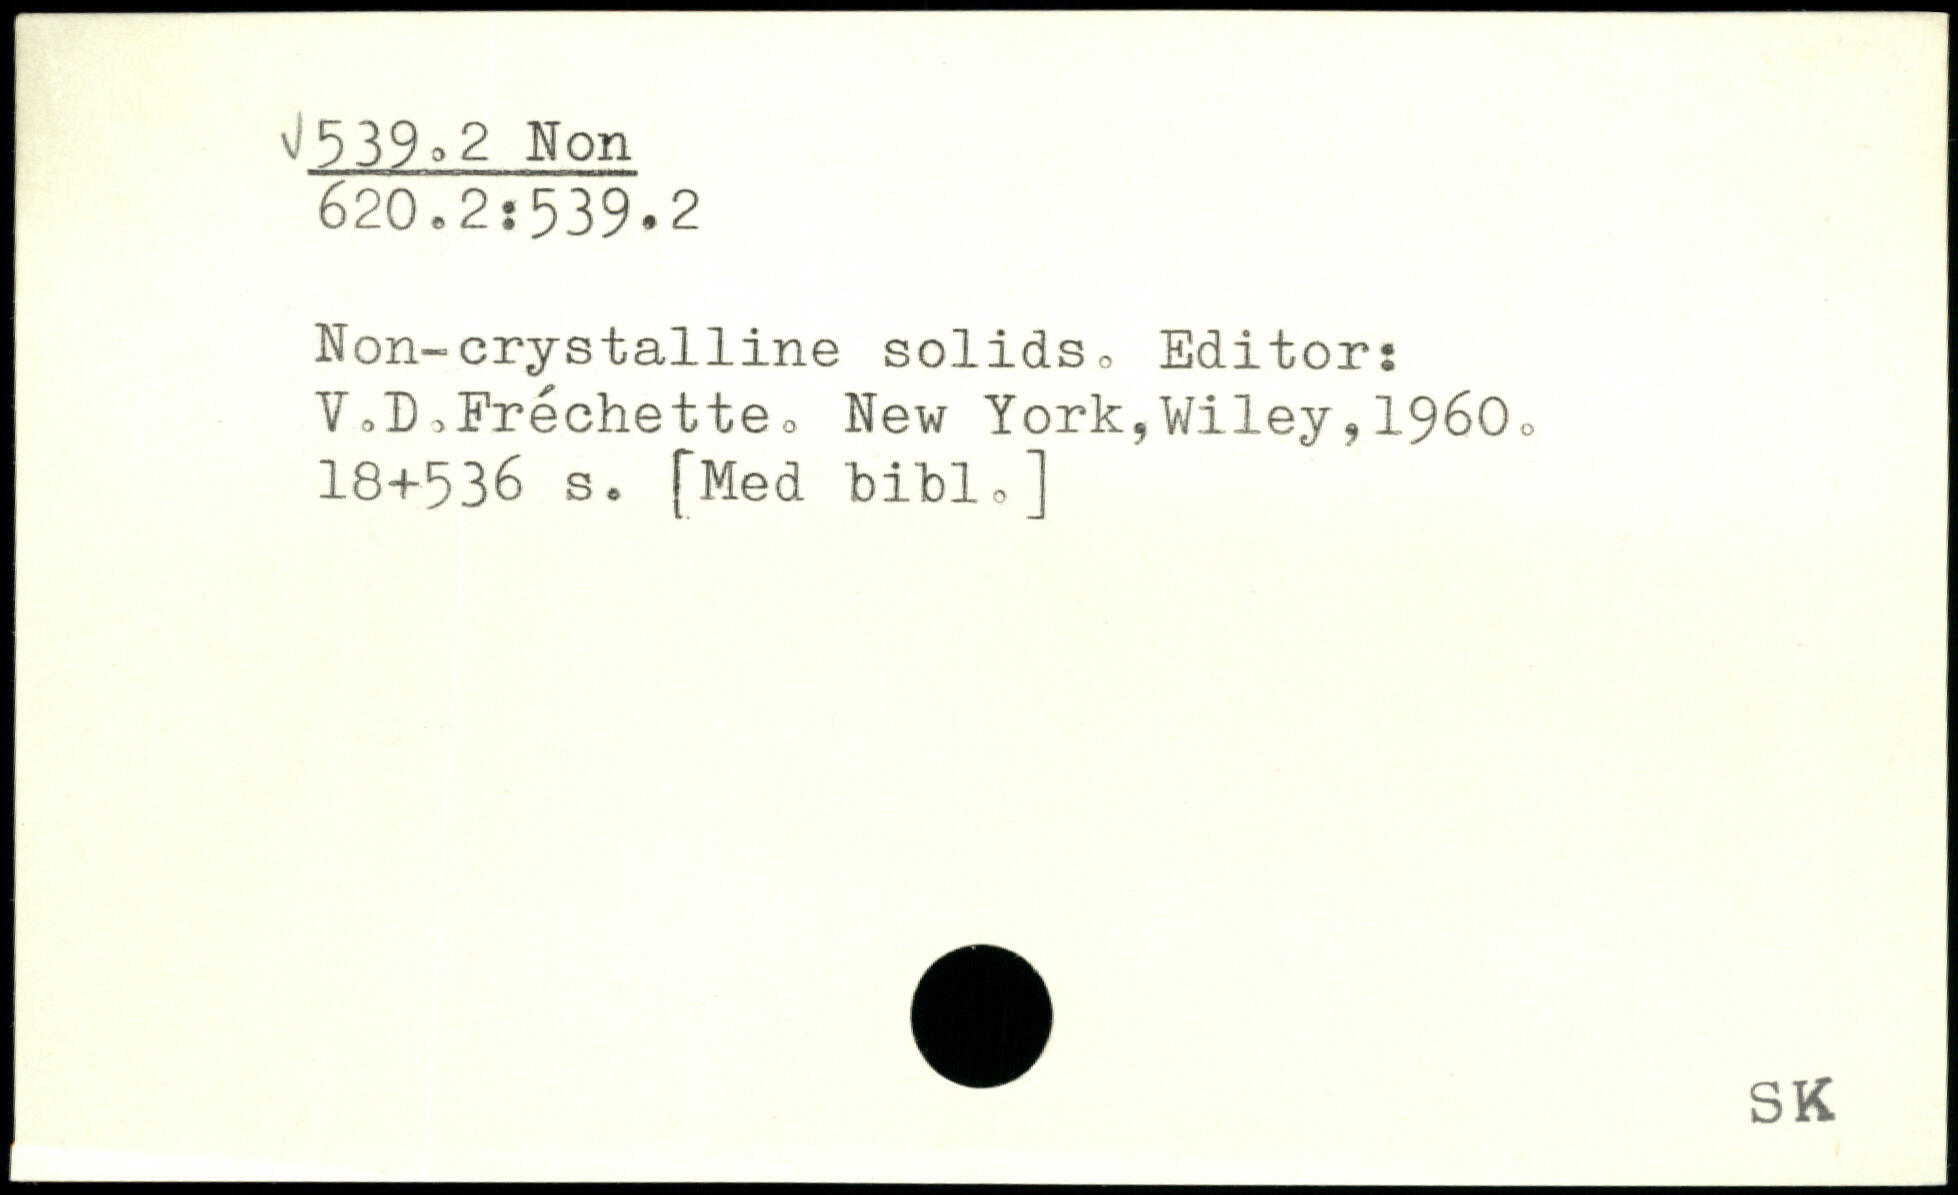 √539.2 Non
620.2:539.2
Non-crystalline solids. Editor:
V.D.Fréchette. New York,Wiley,1960.
18+536 s. [Med bibl.]
SK